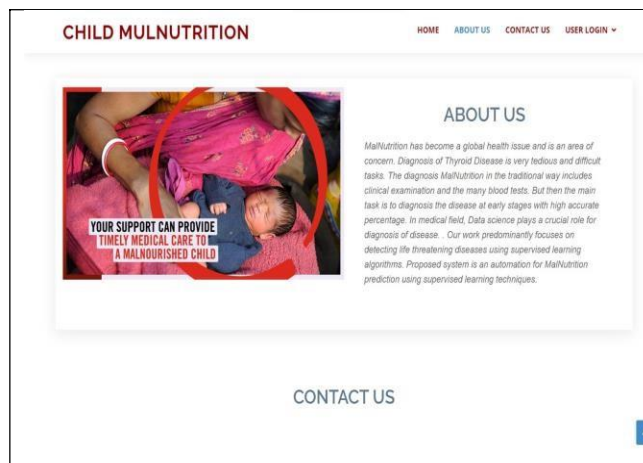 CHILD MULNUTRITION
HOME ABOUT US CONTACT US USER LOGIN
YOUR SUPPORT CAN PROVIDE
TIMELY MEDICAL CARE TO
A MALNOURISHED CHILD
ABOUT US
MalNutrition has become a global health issue and is an area of
concern. Diagnosis of Thyroid Disease is very tedious and difficult
tasks. The diagnosis MalNutrition in the traditional way includes
clinical examination and the many blood tests. But then the main
task is to diagnosis the disease at early stages with high accurate
percentage. In medical field, Data science plays a crucial role for
diagnosis of disease. . Our work predominantly focuses on
detecting life threatening diseases using supervised learning
algorithms. Proposed system is an automation for MalNutrition
prediction using supervised learning techniques.
CONTACT US